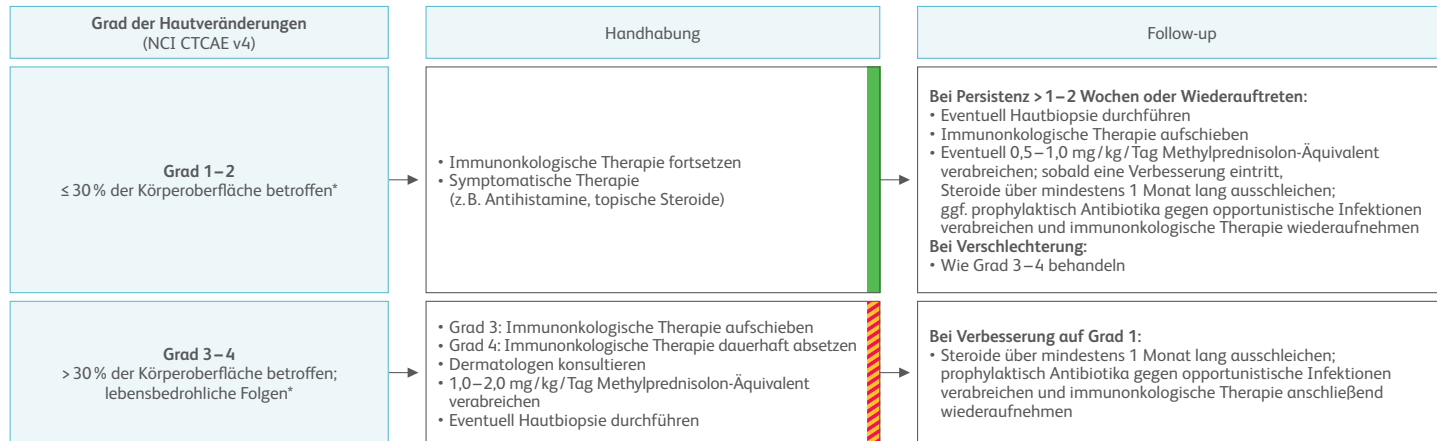 Grad der Hautveränderungen
(NCI CTCAE v4)
Handhabung
Follow-up
Grad 1–2
≤ 30 % der Körperoberfläche betroffen*
• Immunonkologische Therapie fortsetzen
• Symptomatische Therapie
(z. B. Antihistamine, topische Steroide)
Bei Persistenz > 1–2 Wochen oder Wiederauftreten:
• Eventuell Hautbiopsie durchführen
• Immunonkologische Therapie aufschieben
• Eventuell 0,5–1,0 mg / kg / Tag Methylprednisolon-Äquivalent
verabreichen; sobald eine Verbesserung eintritt,
Steroide über mindestens 1 Monat lang ausschleichen;
ggf. prophylaktisch Antibiotika gegen opportunistische Infektionen
verabreichen und immunonkologische Therapie wiederaufnehmen
Bei Verschlechterung:
• Wie Grad 3–4 behandeln
Grad 3–4
> 30 % der Körperoberfläche betroffen;
lebensbedrohliche Folgen*
• Grad 3: Immunonkologische Therapie aufschieben
• Grad 4: Immunonkologische Therapie dauerhaft absetzen
• Dermatologen konsultieren
• 1,0–2,0 mg / kg / Tag Methylprednisolon-Äquivalent
verabreichen
• Eventuell Hautbiopsie durchführen
Bei Verbesserung auf Grad 1:
• Steroide über mindestens 1 Monat lang ausschleichen;
prophylaktisch Antibiotika gegen opportunistische Infektionen
verabreichen und immunonkologische Therapie anschließend
wiederaufnehmen